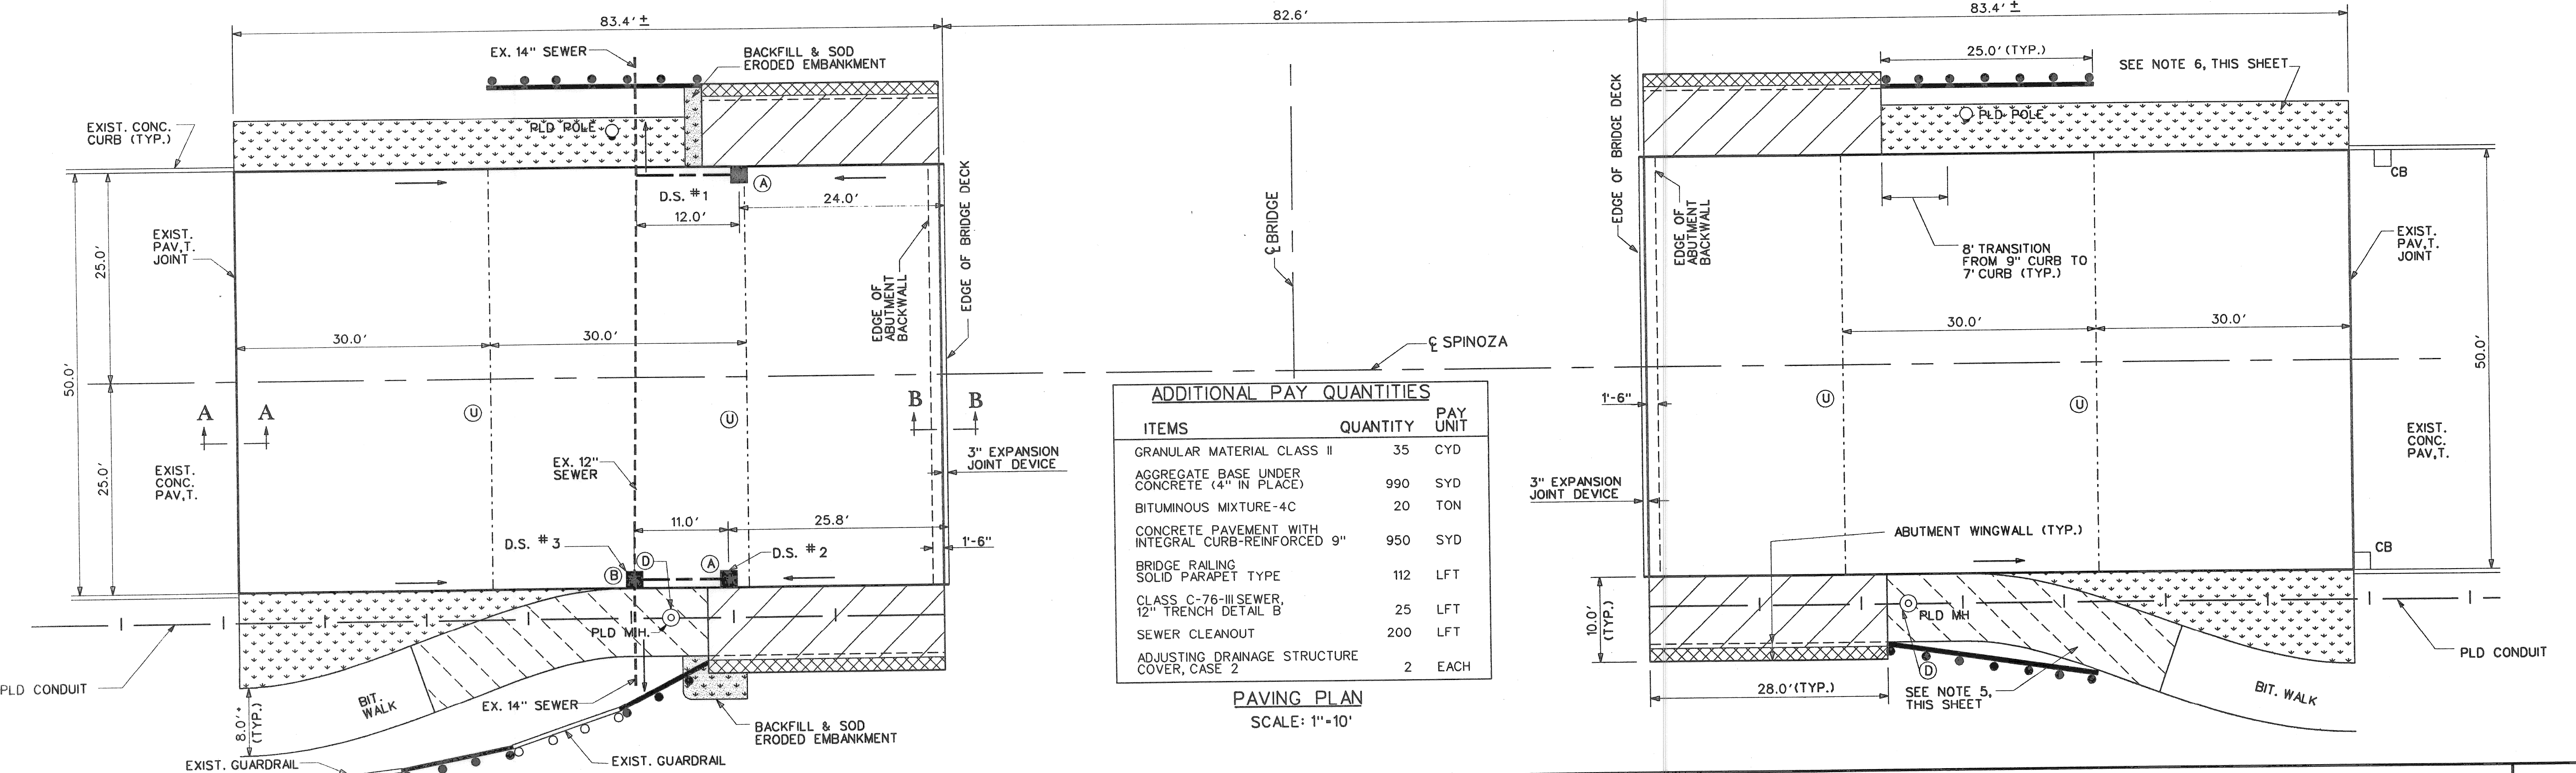 83.4' ±
82.6'
83.4' ±
EX. 14" SEWER
BACKFILL & SOD
ERODED EMBANKMENT
25.0' (TYP.)
SEE NOTE 6, THIS SHEET
EXIST. CONC.
CURB (TYP.)
PLD POLE
PLD POLE
CB
D.S. #1
A
12.0'
24.0'
EDGE OF BRIDGE DECK
EDGE OF
ABUTMENT
BACKWALL
℄ BRIDGE
EDGE OF BRIDGE DECK
EDGE OF
ABUTMENT
BACKWALL
8' TRANSITION
FROM 9" CURB TO
7' CURB (TYP.)
EXIST.
PAV,T.
JOINT
EXIST.
PAV,T.
JOINT
25.0'
50.0'
30.0'
30.0'
30.0'
30.0'
50.0'
℄ SPINOZA
A
A
U
U
B
B
1'-6"
U
U
25.0'
EXIST.
CONC.
PAV,T.
EX. 12"
SEWER
3" EXPANSION
JOINT DEVICE
EXIST.
CONC.
PAV,T.
3" EXPANSION
JOINT DEVICE
ADDITIONAL PAY QUANTITIES
ITEMS QUANTITY PAY UNIT
GRANULAR MATERIAL CLASS II 35 CYD
AGGREGATE BASE UNDER
CONCRETE (4" IN PLACE) 990 SYD
BITUMINOUS MIXTURE-4C 20 TON
CONCRETE PAVEMENT WITH
INTEGRAL CURB-REINFORCED 9" 950 SYD
BRIDGE RAILING
SOLID PARAPET TYPE 112 LFT
CLASS C-76-III SEWER,
12" TRENCH DETAIL B 25 LFT
SEWER CLEANOUT 200 LFT
ADJUSTING DRAINAGE STRUCTURE
COVER, CASE 2 2 EACH
PAVING PLAN
SCALE: 1"=10'
11.0'
25.8'
1'-6"
D.S. #3
D
A
D.S. #2
B
ABUTMENT WINGWALL (TYP.)
CB
PLD M.H.
10.0'
(TYP.)
PLD MH
D
PLD CONDUIT
PLD CONDUIT
8.0'+
(TYP.)
BIT.
WALK
EX. 14" SEWER
BACKFILL & SOD
ERODED EMBANKMENT
EXIST. GUARDRAIL
EXIST. GUARDRAIL
28.0' (TYP.)
SEE NOTE 5,
THIS SHEET
BIT. WALK